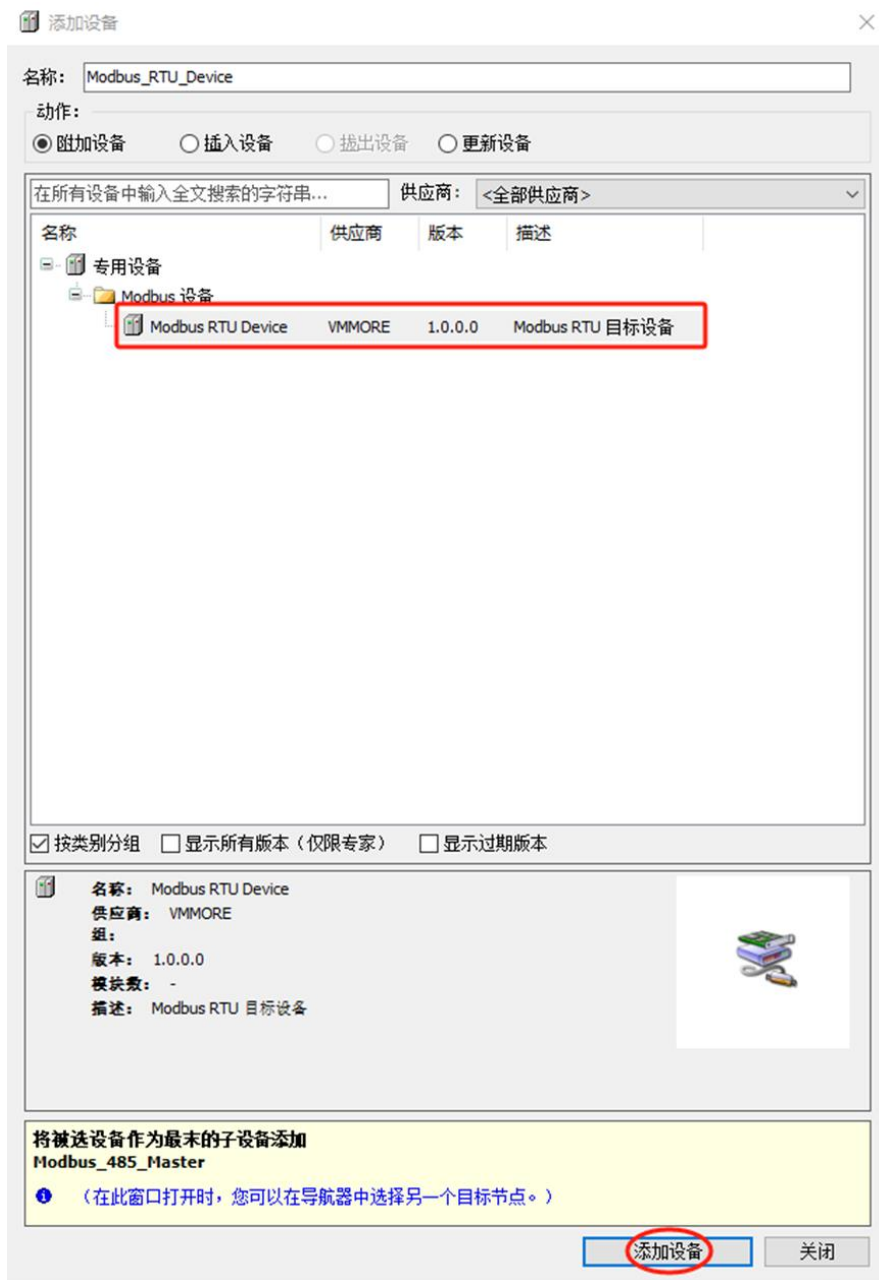 添加设备
名称： Modbus_RTU_Device
动作：
附加设备 插入设备 拔出设备 更新设备
在所有设备中输入全文搜索的字符串... 供应商： <全部供应商>
名称 供应商 版本 描述
专用设备
Modbus 设备
Modbus RTU Device VMMORE 1.0.0.0 Modbus RTU 目标设备
按类别分组 显示所有版本（仅限专家） 显示过期版本
名称： Modbus RTU Device
供应商： VMMORE
组：
版本： 1.0.0.0
模块数： -
描述： Modbus RTU 目标设备
将被选设备作为最末的子设备添加
Modbus_485_Master
（在此窗口打开时，您可以在导航器中选择另一个目标节点。）
添加设备 关闭